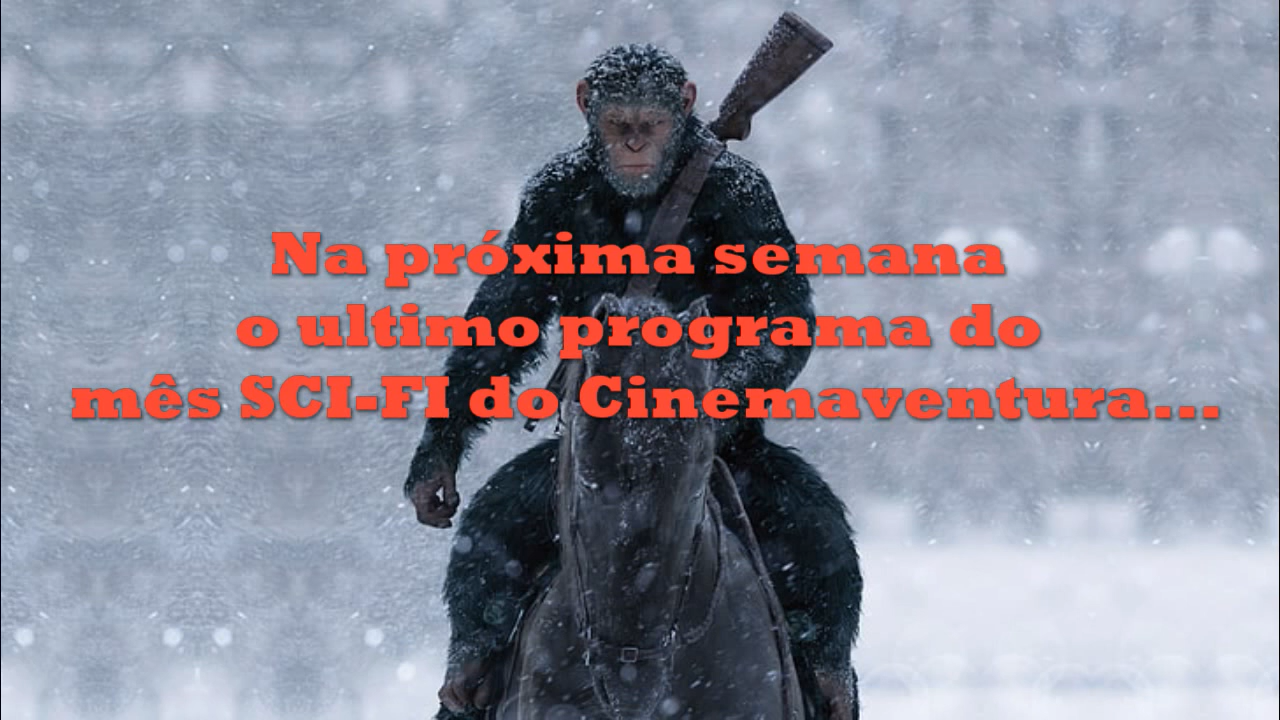 Na próxima semana
o ultimo programa do
mês SCI-FI do Cinemaventura...